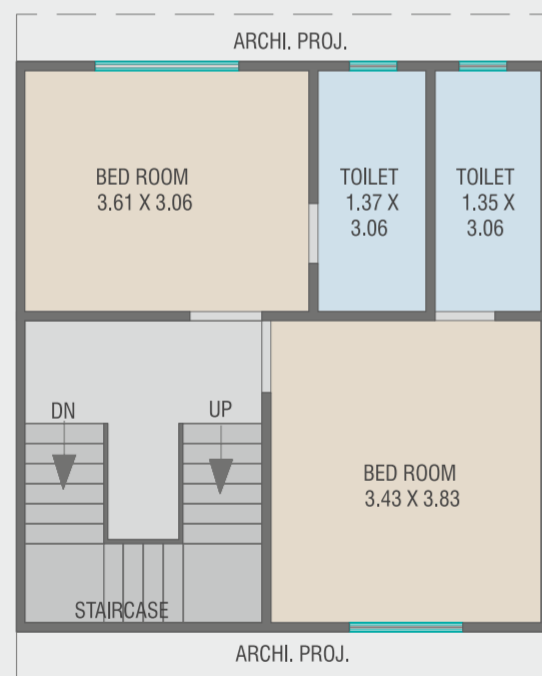 ARCHI. PROJ.
BED ROOM
3.61 X 3.06
TOILET
1.37 X
3.06
TOILET
1.35 X
3.06
DN
UP
BED ROOM
3.43 X 3.83
STAIRCASE
ARCHI. PROJ.